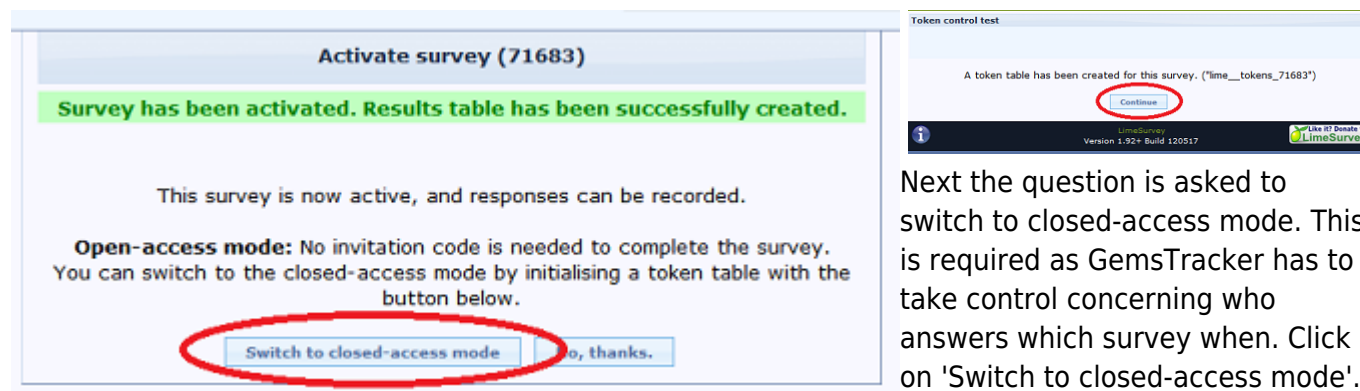 Activate survey (71683)
Survey has been activated. Results table has been successfully created.
This survey is now active, and responses can be recorded.
Open-access mode: No invitation code is needed to complete the survey.
You can switch to the closed-access mode by initialising a token table with the
button below.
Switch to closed-access mode
o, thanks.
Token control test
A token table has been created for this survey. ("lime__tokens_71683")
Continue
LimeSurvey
Version 1.92+ Build 120517
Like it? Donate
LimeSurve
Next the question is asked to
switch to closed-access mode. This
is required as GemsTracker has to
take control concerning who
answers which survey when. Click
on 'Switch to closed-access mode'.